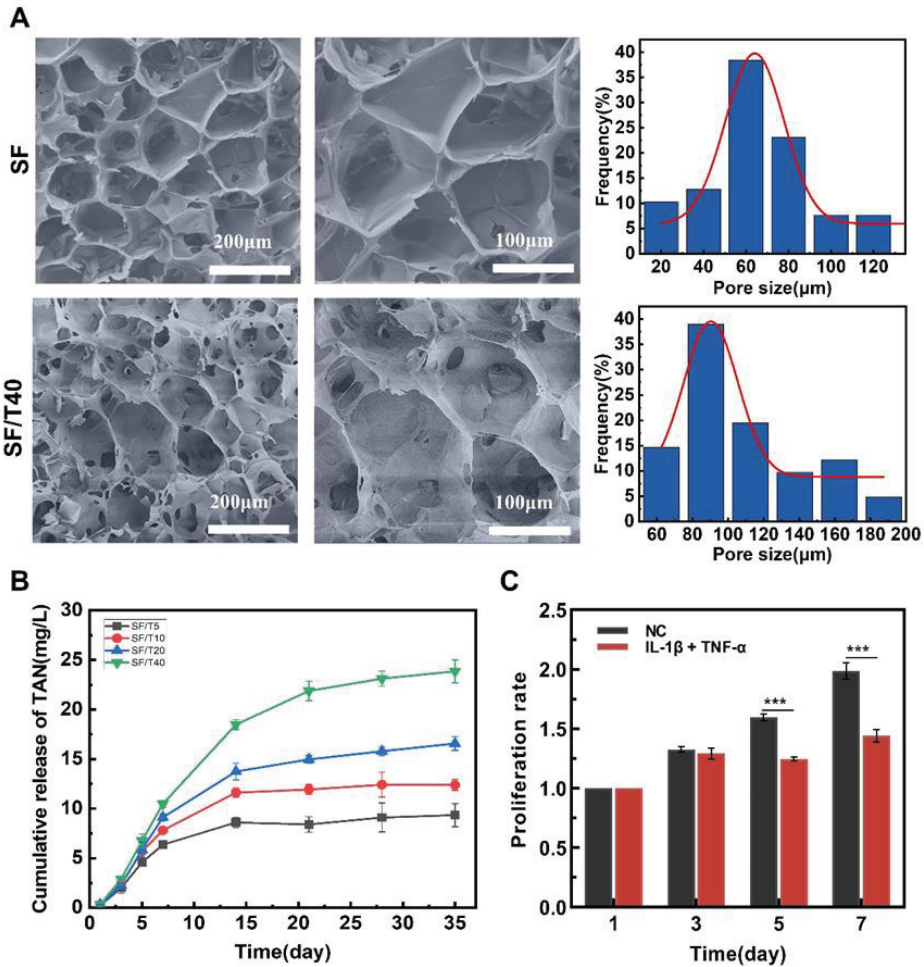 A
SF
200μm
100μm
Frequency(%)
40
35
30
25
20
15
10
5
0
20 40 60 80 100 120
Pore size(μm)
SF/T40
200μm
100μm
Frequency(%)
40
35
30
25
20
15
10
5
0
60 80 100 120 140 160 180 200
Pore size(μm)
B
Cumulative release of TAN(mg/L)
30
25
20
15
10
5
0
SF/T5
SF/T10
SF/T20
SF/T40
0 5 10 15 20 25 30 35
Time(day)
C
Proliferation rate
2.5
2.0
1.5
1.0
0.5
0.0
NC
IL-1β + TNF-α
***
***
1 3 5 7
Time(day)